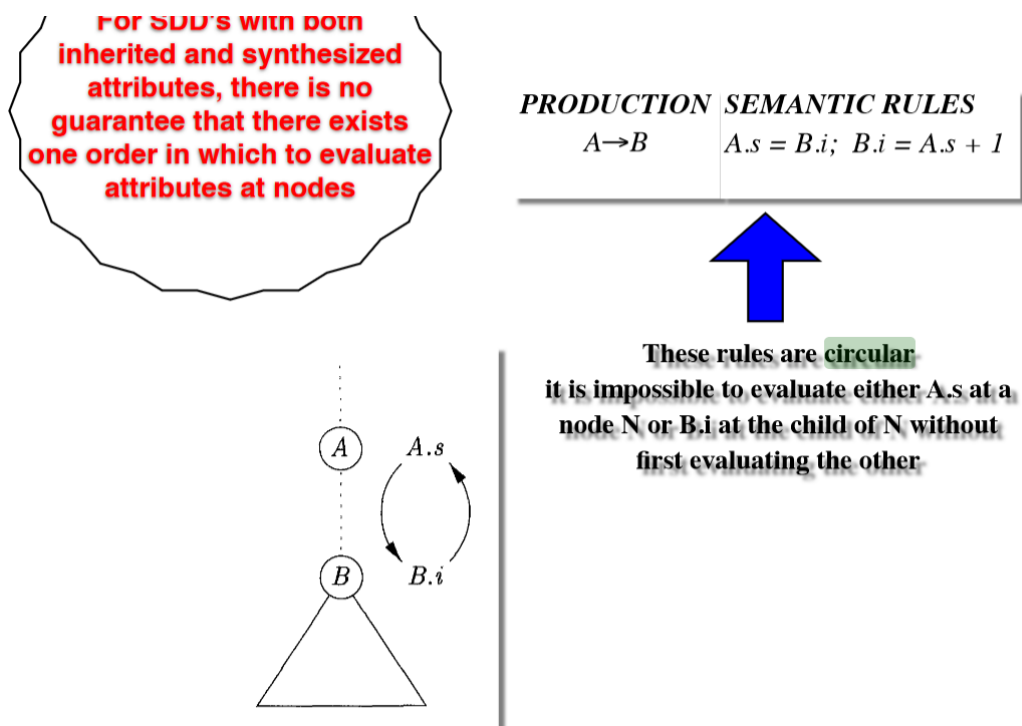 For SDD's with both
inherited and synthesized
attributes, there is no
guarantee that there exists
one order in which to evaluate
attributes at nodes
PRODUCTION SEMANTIC RULES
A→B A.s = B.i; B.i = A.s + 1
These rules are circular
it is impossible to evaluate either A.s at a
node N or B.i at the child of N without
first evaluating the other
A A.s
B B.i